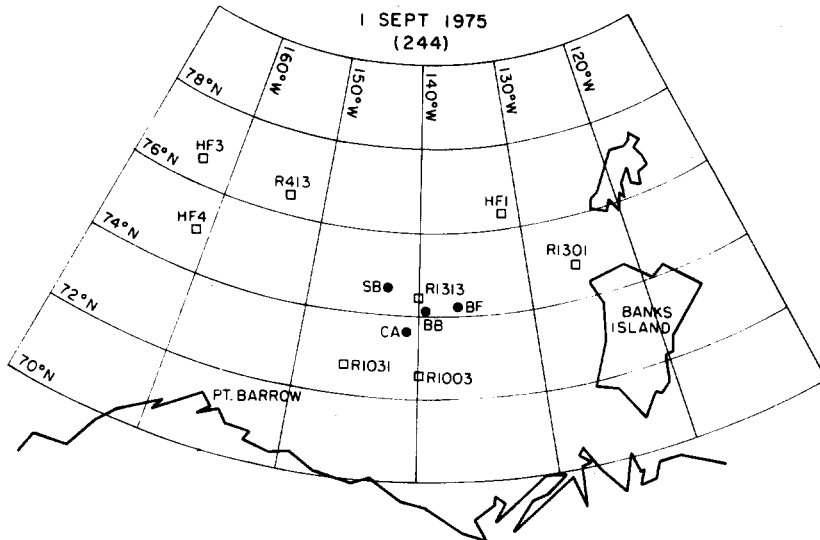 1 SEPT 1975
(244)
160°W
150°W
140°W
130°W
120°W
78°N
76°N
74°N
72°N
70°N
HF3
R413
HF4
HF1
R1301
SB
R1313
BF
BB
CA
R1031
R1003
BANKS
ISLAND
PT. BARROW